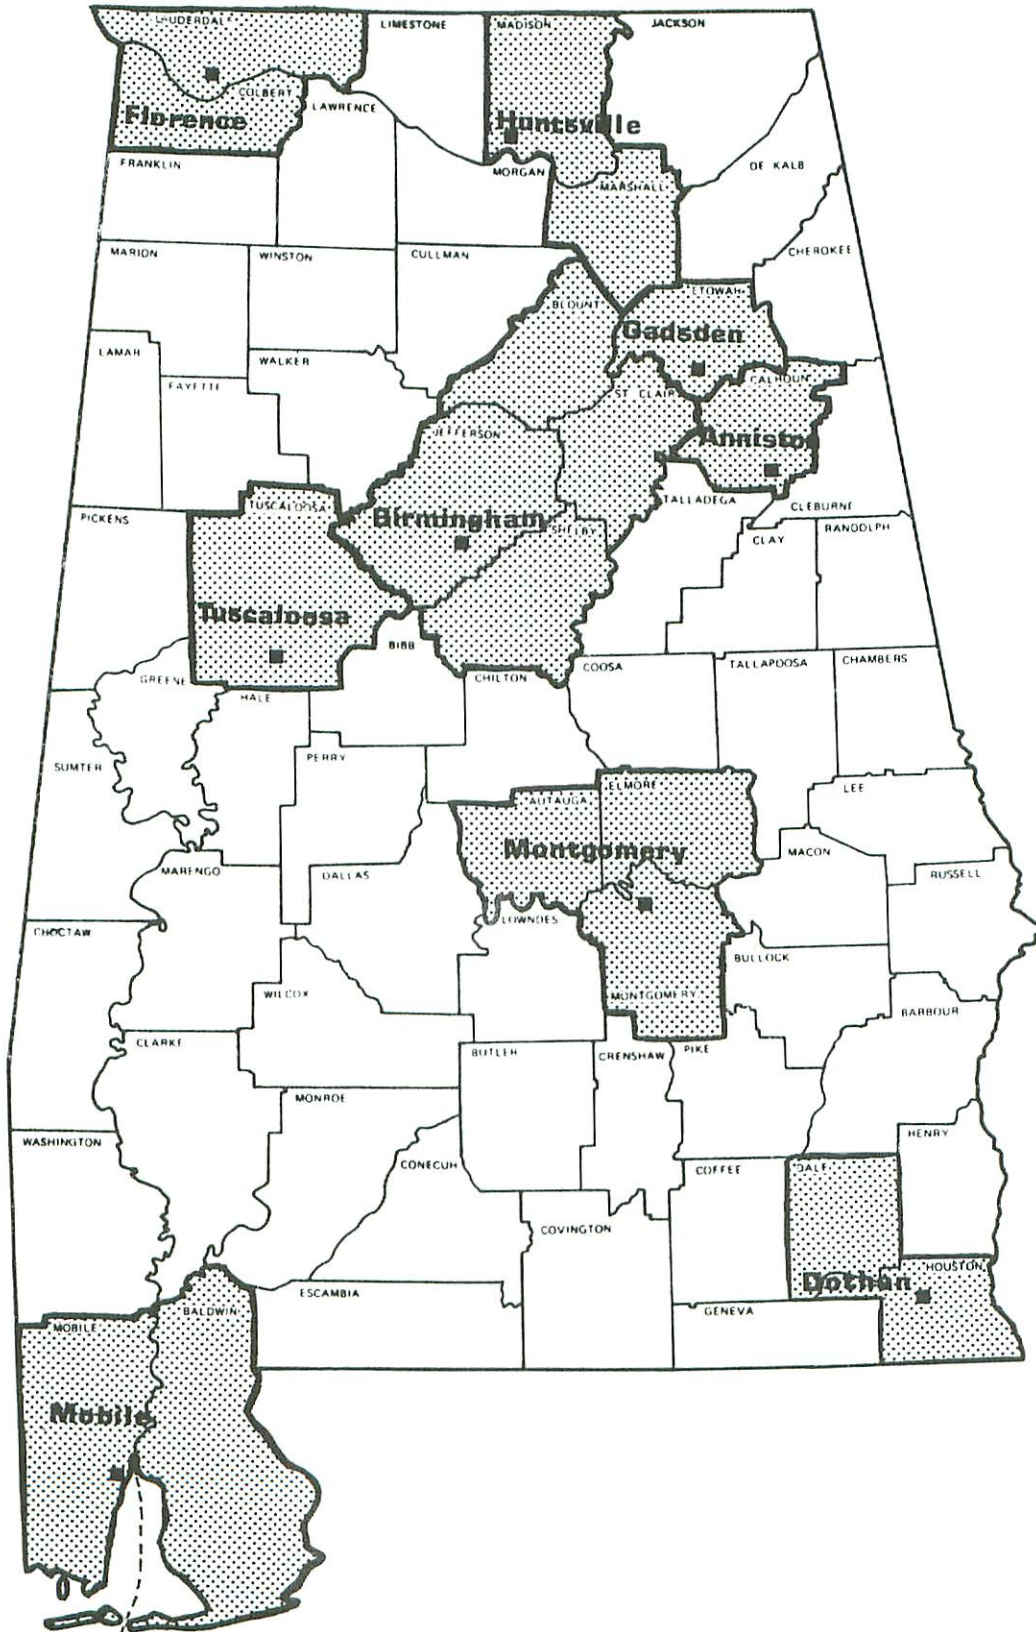 LAUDERDALE
LIMESTONE
MADISON
JACKSON
COLBERT
LAWRENCE
Florence
Huntsville
FRANKLIN
MORGAN
DE KALB
MARSHALL
MARION
WINSTON
CULLMAN
CHEROKEE
BLOUNT
ETOWAH
Gadsden
LAMAR
WALKER
FAYETTE
ST CLAIR
CALHOUN
JEFFERSON
Anniston
TALLADEGA
CLEBURNE
TUSCALOOSA
PICKENS
Birmingham
SHELBY
CLAY
RANDOLPH
Tuscaloosa
BIBB
GREENE
HALE
CHILTON
COOSA
TALLAPOOSA
CHAMBERS
SUMTER
PERRY
AUTAUGA
ELMORE
LEE
Montgomery
MACON
MARENGO
DALLAS
RUSSELL
CHOCTAW
LOWNDES
BULLOCK
WILCOX
MONTGOMERY
BARBOUR
CLARKE
BUTLER
CRENSHAW
PIKE
MONROE
WASHINGTON
HENRY
CONECUH
COFFEE
DALE
COVINGTON
HOUSTON
Dothan
ESCAMBIA
BALDWIN
GENEVA
MOBILE
Mobile